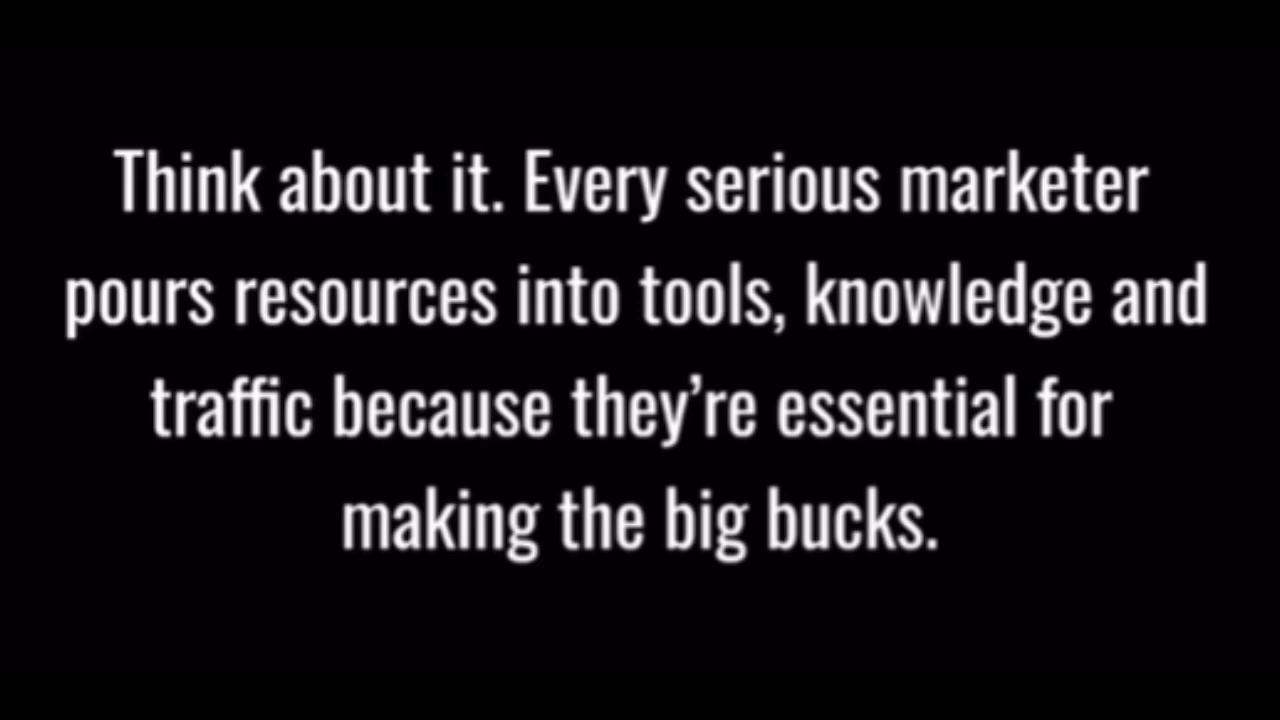 Think about it. Every serious marketer
pours resources into tools, knowledge and
traffic because they’re essential for
making the big bucks.